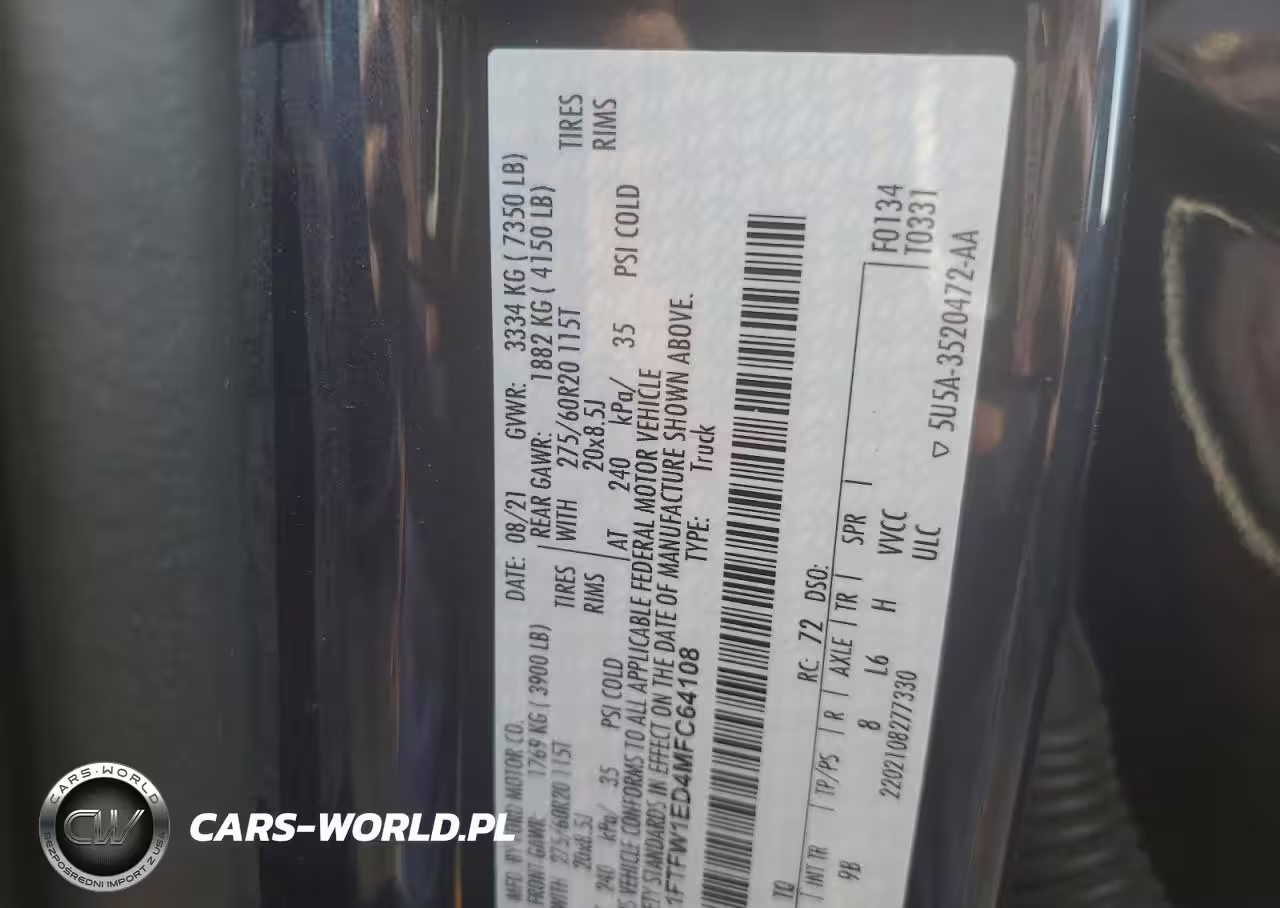 MFD BY FORD MOTOR CO.
DATE: 08/21 GVWR: 3334 KG ( 7350 LB)
FRONT GAWR: 1769 KG ( 3900 LB)
REAR GAWR: 1882 KG ( 4150 LB)
WITH 275/60R20 115T TIRES
WITH 275/60R20 115T TIRES
20x8.5J RIMS
20x8.5J RIMS
240 kPa/ 35 PSI COLD
AT 240 kPa/ 35 PSI COLD
VEHICLE CONFORMS TO ALL APPLICABLE FEDERAL MOTOR VEHICLE
STANDARDS IN EFFECT ON THE DATE OF MANUFACTURE SHOWN ABOVE.
1FTFW1ED4MFC64108 TYPE: Truck
RC: 72 DSO:
F0134
T0331
INT TR TP/PS R AXLE TR SPR
9B 8 L6 H VVCC
ULC
2202108277330
▽ 5U5A-3520472-AA
CARS-WORLD
CW
BEZPOŚREDNI IMPORT Z USA
CARS-WORLD.PL